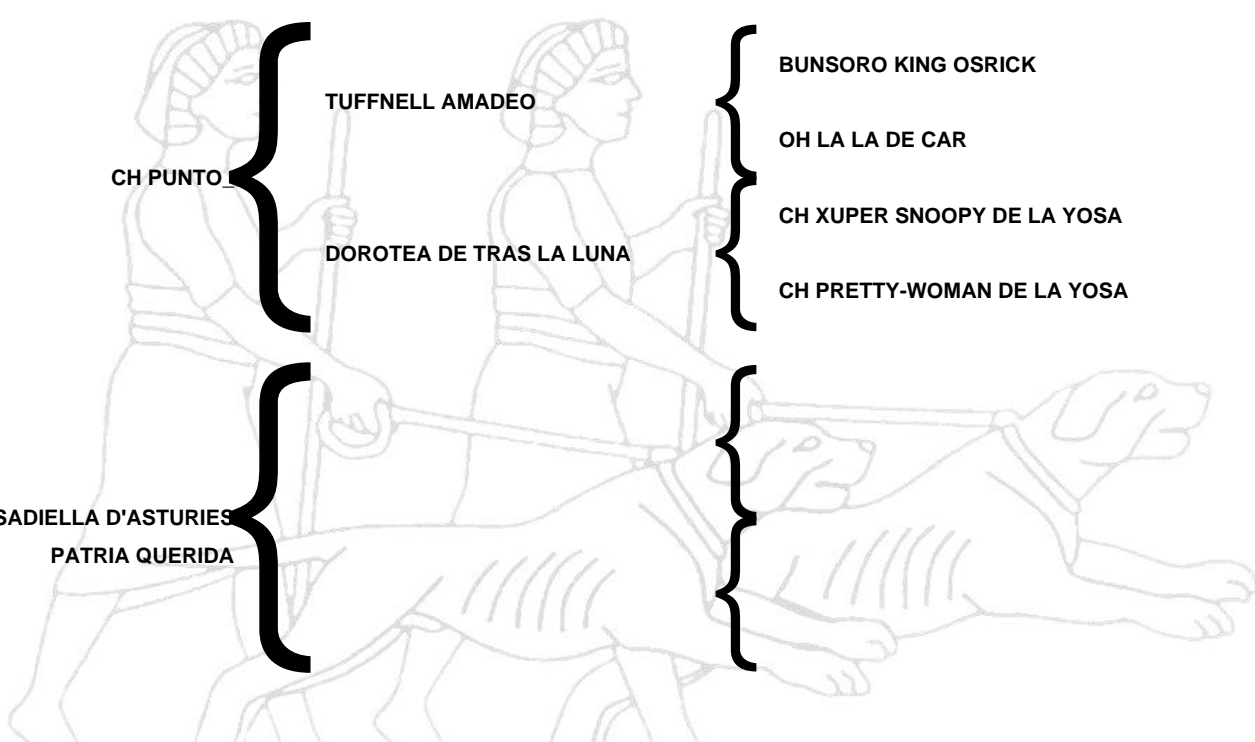 BUNSORO KING OSRICK
TUFFNELL AMADEO
OH LA LA DE CAR
CH PUNTO_
CH XUPER SNOOPY DE LA YOSA
DOROTEA DE TRAS LA LUNA
CH PRETTY-WOMAN DE LA YOSA
SADIELLA D'ASTURIES
PATRIA QUERIDA